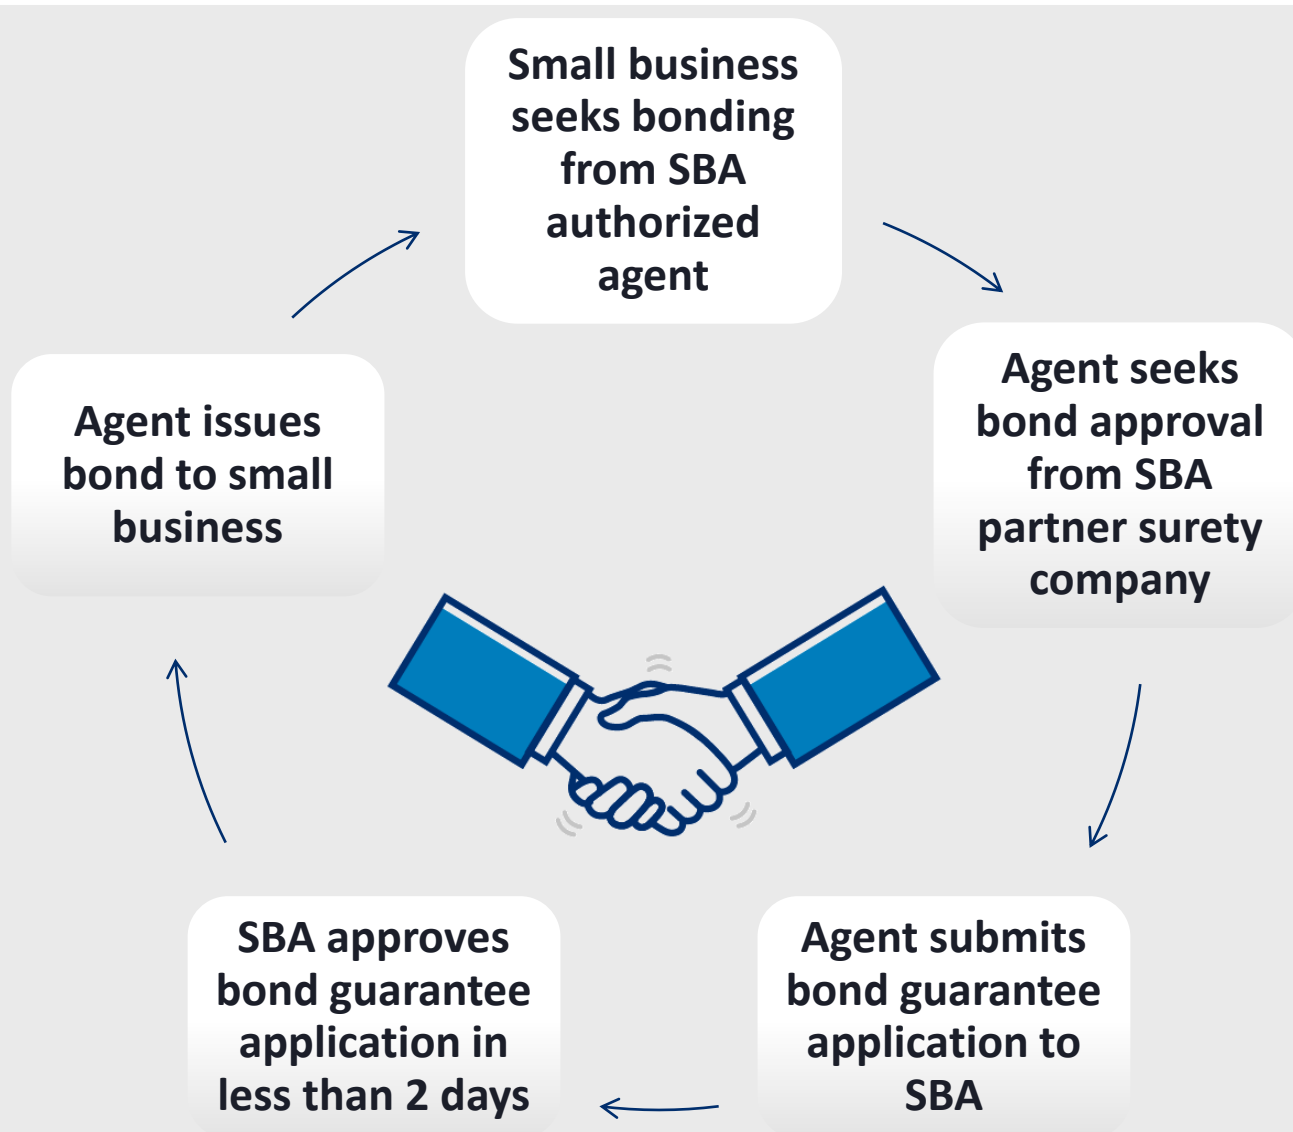 Small business
seeks bonding
from SBA
authorized
agent
Agent seeks
bond approval
from SBA
partner surety
company
Agent submits
bond guarantee
application to
SBA
SBA approves
bond guarantee
application in
less than 2 days
Agent issues
bond to small
business